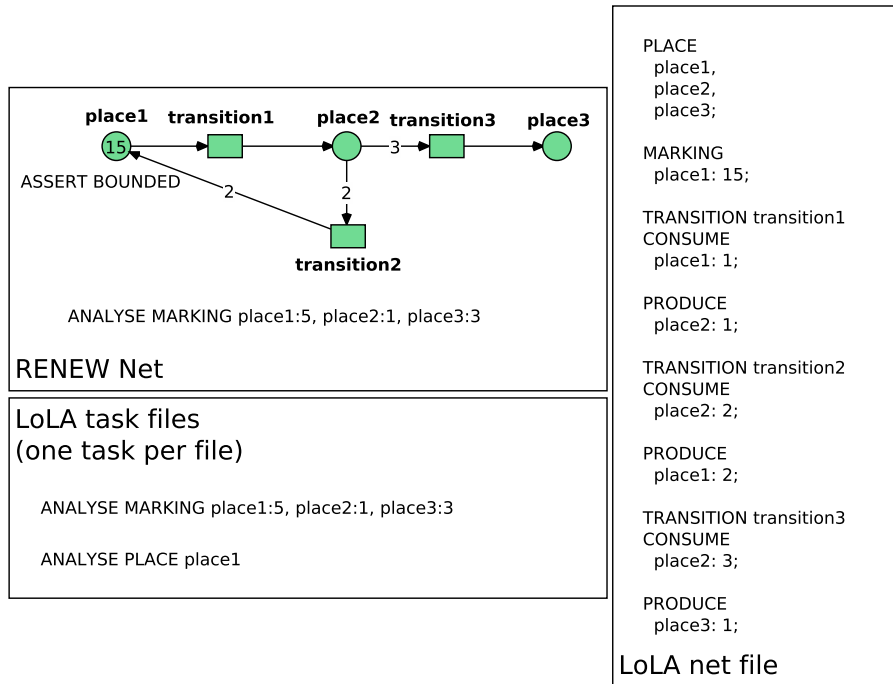 place1 transition1 place2 transition3 place3
15 3
ASSERT BOUNDED 2 2
transition2
ANALYSE MARKING place1:5, place2:1, place3:3
RENEW Net
LoLA task files
(one task per file)
ANALYSE MARKING place1:5, place2:1, place3:3
ANALYSE PLACE place1
PLACE
place1,
place2,
place3;
MARKING
place1: 15;
TRANSITION transition1
CONSUME
place1: 1;
PRODUCE
place2: 1;
TRANSITION transition2
CONSUME
place2: 2;
PRODUCE
place1: 2;
TRANSITION transition3
CONSUME
place2: 3;
PRODUCE
place3: 1;
LoLA net file